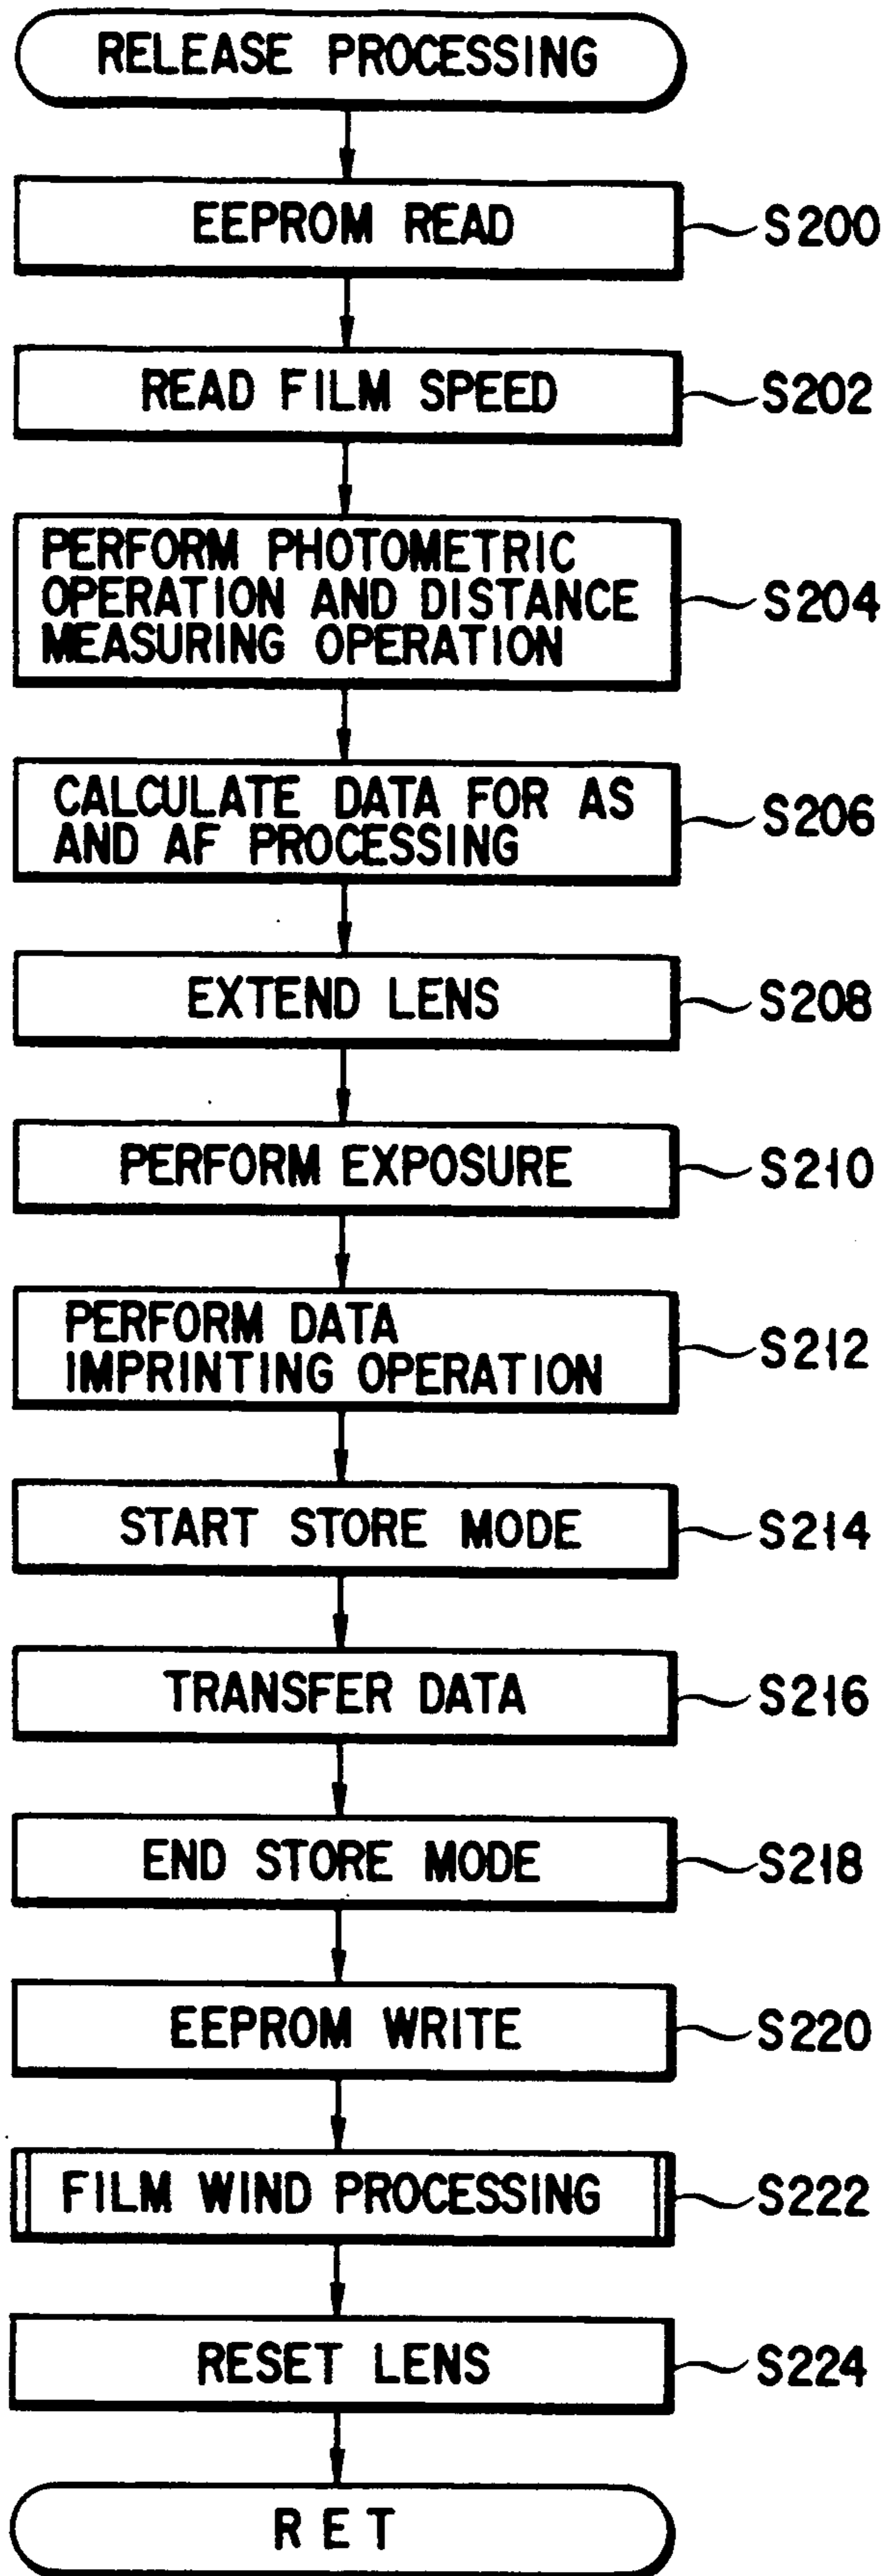 RELEASE PROCESSING
EEPROM READ
S200
READ FILM SPEED
S202
PERFORM PHOTOMETRIC
OPERATION AND DISTANCE
MEASURING OPERATION
S204
CALCULATE DATA FOR AS
AND AF PROCESSING
S206
EXTEND LENS
S208
PERFORM EXPOSURE
S210
PERFORM DATA
IMPRINTING OPERATION
S212
START STORE MODE
S214
TRANSFER DATA
S216
END STORE MODE
S218
EEPROM WRITE
S220
FILM WIND PROCESSING
S222
RESET LENS
S224
RET